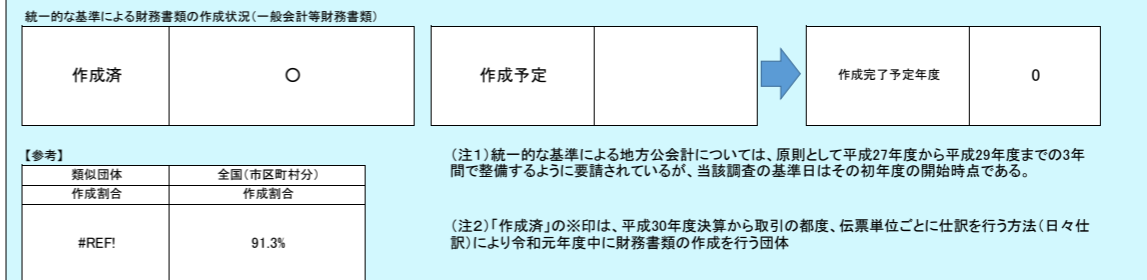 統一的な基準による財務書類の作成状況(一般会計等財務書類)
作成済 ○ 作成予定 作成完了予定年度 0
【参考】
類似団体 全国(市区町村分)
作成割合 作成割合
#REF! 91.3%
(注1)統一的な基準による地方公会計については、原則として平成27年度から平成29年度までの3年
間で整備するように要請されているが、当該調査の基準日はその初年度の開始時点である。
(注2)「作成済」の※印は、平成30年度決算から取引の都度、伝票単位ごとに仕訳を行う方法(日々仕
訳)により令和元年度中に財務書類の作成を行う団体